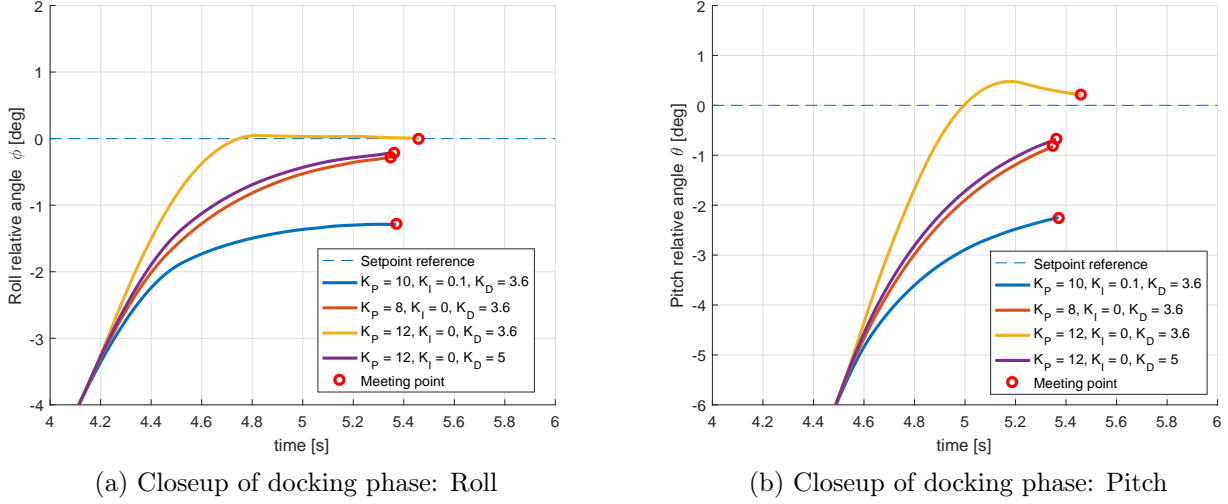 2
1
0
-1
-2
-3
-4
Roll relative angle ϕ [deg]
Setpoint reference
K_P = 10, K_I = 0.1, K_D = 3.6
K_P = 8, K_I = 0, K_D = 3.6
K_P = 12, K_I = 0, K_D = 3.6
K_P = 12, K_I = 0, K_D = 5
Meeting point
4 4.2 4.4 4.6 4.8 5 5.2 5.4 5.6 5.8 6
time [s]
(a) Closeup of docking phase: Roll
2
1
0
-1
-2
-3
-4
-5
-6
Pitch relative angle θ [deg]
Setpoint reference
K_P = 10, K_I = 0.1, K_D = 3.6
K_P = 8, K_I = 0, K_D = 3.6
K_P = 12, K_I = 0, K_D = 3.6
K_P = 12, K_I = 0, K_D = 5
Meeting point
4 4.2 4.4 4.6 4.8 5 5.2 5.4 5.6 5.8 6
time [s]
(b) Closeup of docking phase: Pitch